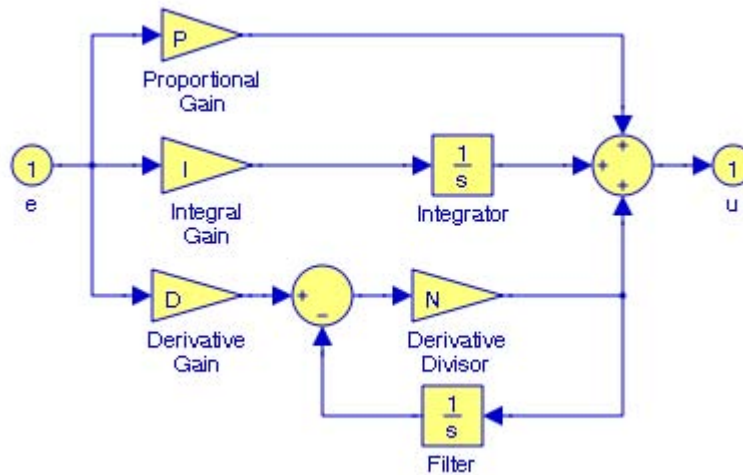 P
Proportional
Gain
1
e
I
Integral
Gain
1
s
Integrator
+
+
+
1
u
D
Derivative
Gain
+
−
N
Derivative
Divisor
1
s
Filter